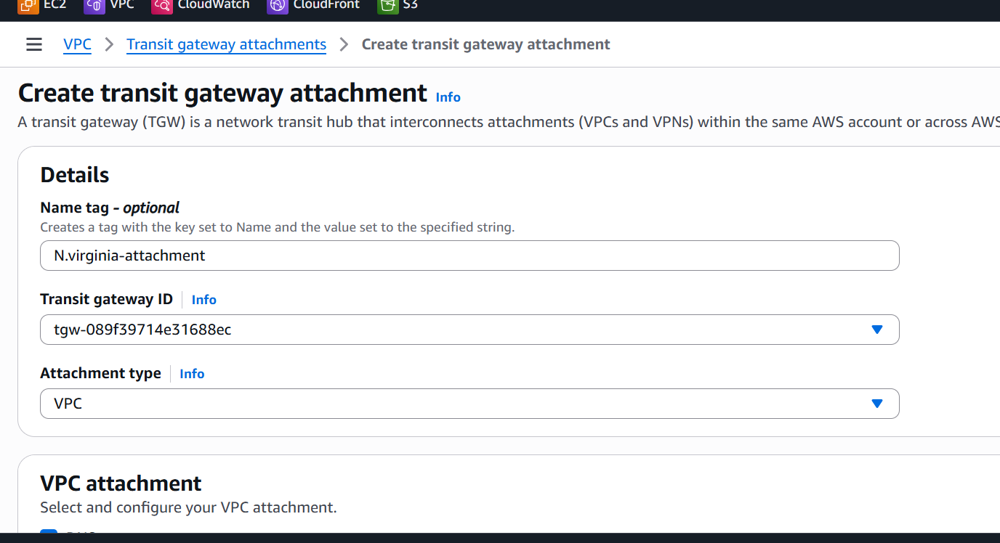 EC2 VPC CloudWatch CloudFront S3
VPC > Transit gateway attachments > Create transit gateway attachment
Create transit gateway attachment Info
A transit gateway (TGW) is a network transit hub that interconnects attachments (VPCs and VPNs) within the same AWS account or across AWS
Details
Name tag - optional
Creates a tag with the key set to Name and the value set to the specified string.
N.virginia-attachment
Transit gateway ID Info
tgw-089f39714e31688ec
Attachment type Info
VPC
VPC attachment
Select and configure your VPC attachment.